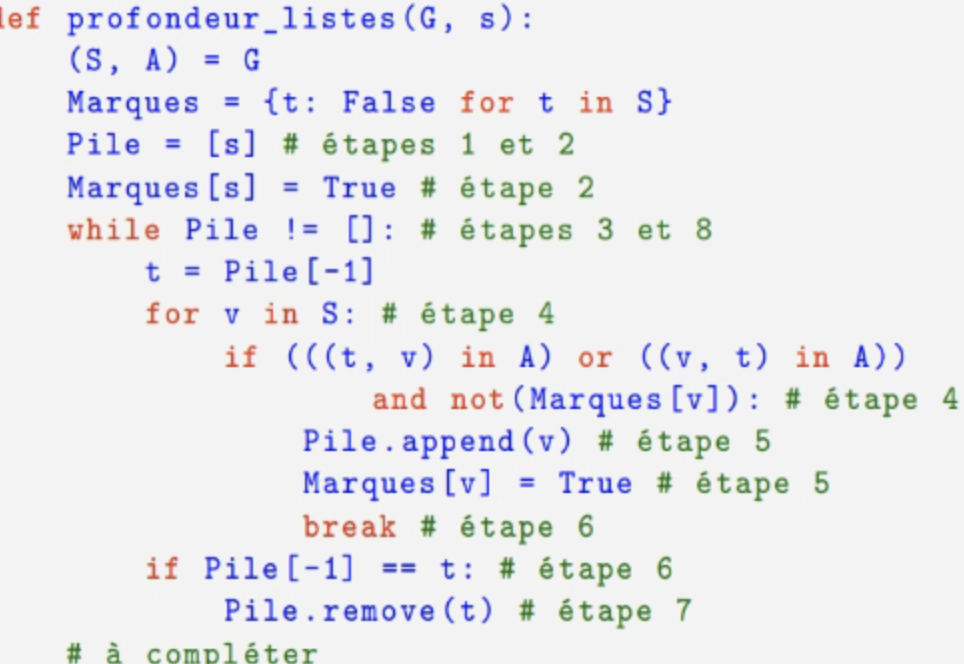 def profondeur_listes(G, s):
    (S, A) = G
    Marques = {t: False for t in S}
    Pile = [s] # étapes 1 et 2
    Marques[s] = True # étape 2
    while Pile != []: # étapes 3 et 8
        t = Pile[-1]
        for v in S: # étape 4
            if (((t, v) in A) or ((v, t) in A))
                    and not(Marques[v]): # étape 4
                Pile.append(v) # étape 5
                Marques[v] = True # étape 5
                break # étape 6
        if Pile[-1] == t: # étape 6
            Pile.remove(t) # étape 7
    # à compléter